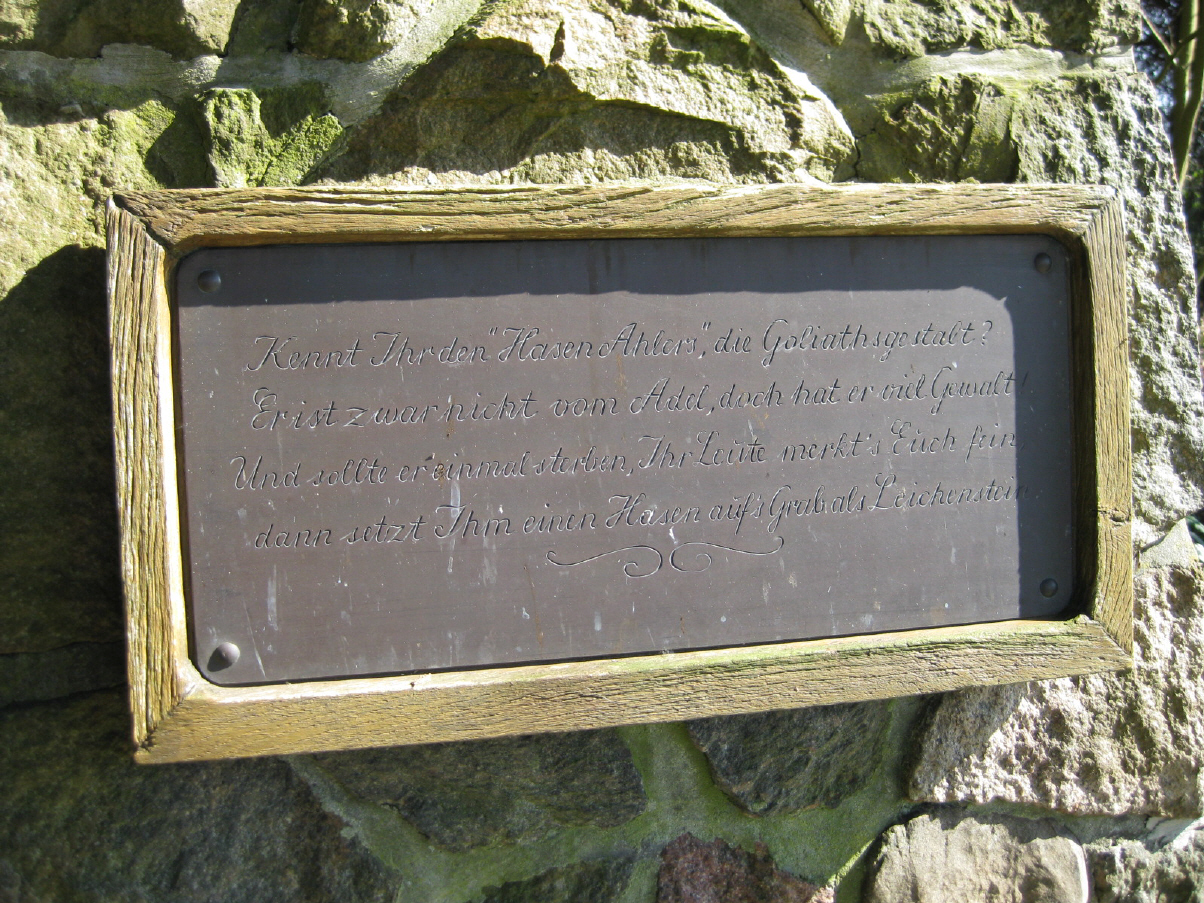 Kennt Ihr den "Hasen Ahlers", die Goliathsgestalt?
Er ist zwar nicht vom Adel, doch hat er viel Gewalt!
Und sollte er einmal sterben, Ihr Leute merkt's Euch fein,
dann setzt Ihm einen Hasen auf's Grab als Leichenstein.